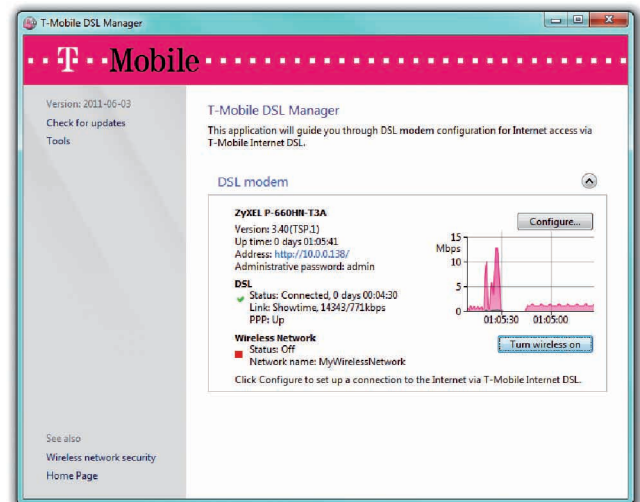 T-Mobile DSL Manager
T Mobile
Version: 2011-06-03
Check for updates
Tools
T-Mobile DSL Manager
This application will guide you through DSL modem configuration for Internet access via
T-Mobile Internet DSL.
DSL modem
ZyXEL P-660HN-T3A
Version: 3.40(TSP.1)
Up time: 0 days 01:05:41
Address: http://10.0.0.138/
Administrative password: admin
DSL
Status: Connected, 0 days 00:04:30
Link: Showtime, 14343/771kbps
PPP: Up
Wireless Network
Status: Off
Network name: MyWirelessNetwork
Configure...
15
Mbps
10
5
0
01:05:30 01:05:00
Turn wireless on
Click Configure to set up a connection to the Internet via T-Mobile Internet DSL.
See also
Wireless network security
Home Page